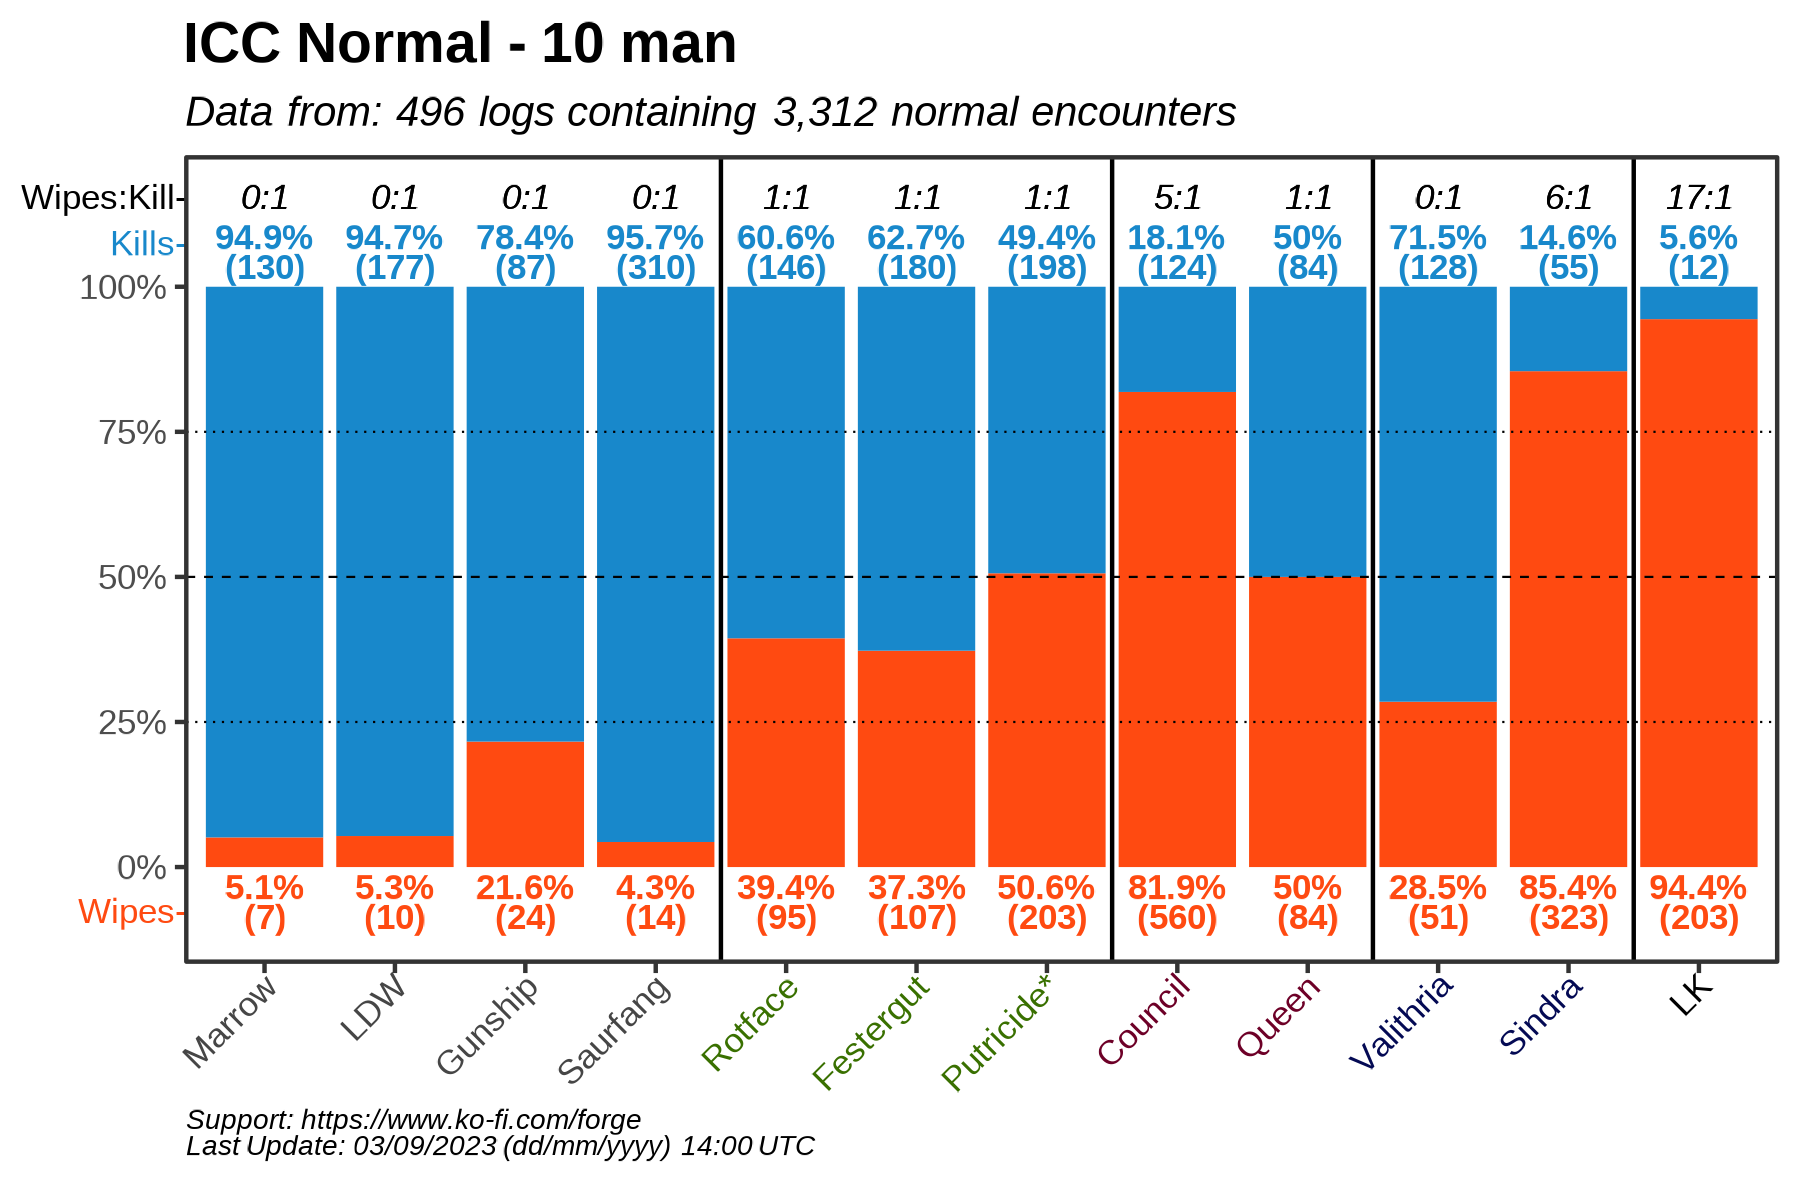 ICC Normal - 10 man
Data from: 496 logs containing 3,312 normal encounters
Wipes:Kill 0:1 0:1 0:1 0:1 1:1 1:1 1:1 5:1 1:1 0:1 6:1 17:1
Kills 94.9% 94.7% 78.4% 95.7% 60.6% 62.7% 49.4% 18.1% 50% 71.5% 14.6% 5.6%
(130) (177) (87) (310) (146) (180) (198) (124) (84) (128) (55) (12)
100%
75%
50%
25%
0%
5.1% 5.3% 21.6% 4.3% 39.4% 37.3% 50.6% 81.9% 50% 28.5% 85.4% 94.4%
Wipes (7) (10) (24) (14) (95) (107) (203) (560) (84) (51) (323) (203)
Marrow LDW Gunship Saurfang Rotface Festergut Putricide* Council Queen Valithria Sindra LK
Support: https://www.ko-fi.com/forge
Last Update: 03/09/2023 (dd/mm/yyyy) 14:00 UTC